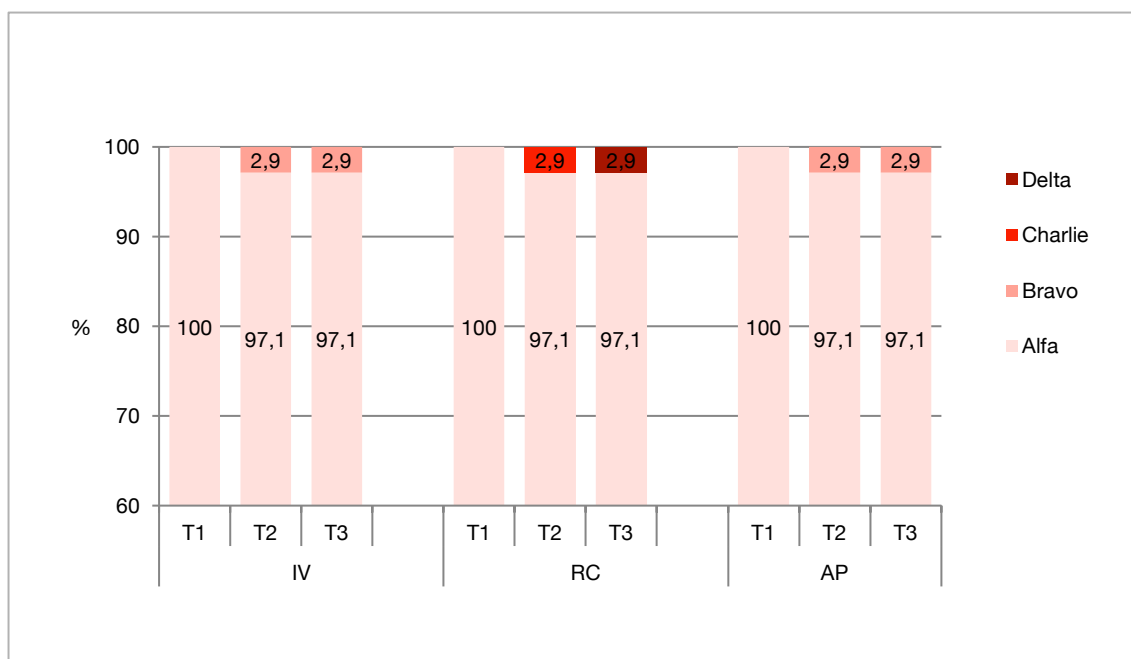 100
90
80
70
60
%
2,9 2,9 2,9 2,9 2,9 2,9
100 97,1 97,1 100 97,1 97,1 100 97,1 97,1
T1 T2 T3 T1 T2 T3 T1 T2 T3
IV RC AP
Delta
Charlie
Bravo
Alfa